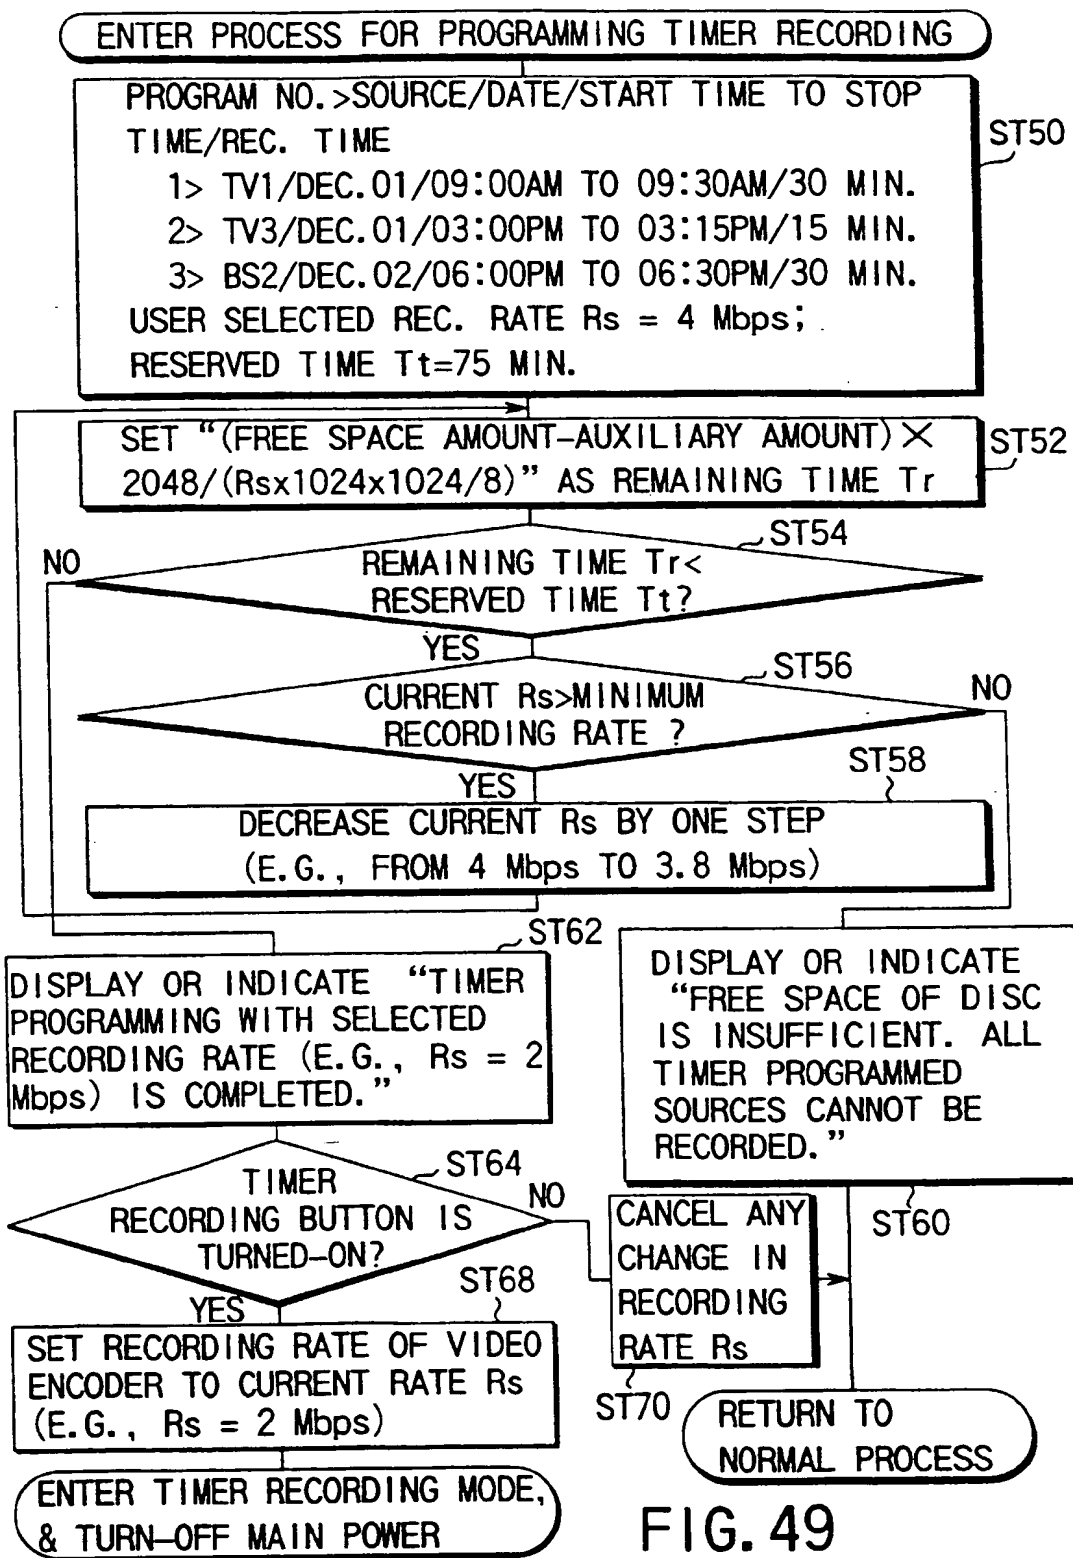 ENTER PROCESS FOR PROGRAMMING TIMER RECORDING
PROGRAM NO.>SOURCE/DATE/START TIME TO STOP
TIME/REC. TIME
1> TV1/DEC.01/09:00AM TO 09:30AM/30 MIN.
2> TV3/DEC.01/03:00PM TO 03:15PM/15 MIN.
3> BS2/DEC.02/06:00PM TO 06:30PM/30 MIN.
USER SELECTED REC. RATE Rs = 4 Mbps;
RESERVED TIME Tt=75 MIN.
ST50
SET “(FREE SPACE AMOUNT-AUXILIARY AMOUNT)×
2048/(Rsx1024x1024/8)” AS REMAINING TIME Tr
ST52
ST54
NO
REMAINING TIME Tr<
RESERVED TIME Tt?
YES
ST56
CURRENT Rs>MINIMUM
RECORDING RATE ?
NO
YES
ST58
DECREASE CURRENT Rs BY ONE STEP
(E.G., FROM 4 Mbps TO 3.8 Mbps)
ST62
DISPLAY OR INDICATE “TIMER
PROGRAMMING WITH SELECTED
RECORDING RATE (E.G., Rs = 2
Mbps) IS COMPLETED.”
DISPLAY OR INDICATE
“FREE SPACE OF DISC
IS INSUFFICIENT. ALL
TIMER PROGRAMMED
SOURCES CANNOT BE
RECORDED.”
ST60
ST64
TIMER
RECORDING BUTTON IS
TURNED-ON?
NO
YES
CANCEL ANY
CHANGE IN
RECORDING
RATE Rs
ST70
ST68
SET RECORDING RATE OF VIDEO
ENCODER TO CURRENT RATE Rs
(E.G., Rs = 2 Mbps)
RETURN TO
NORMAL PROCESS
ENTER TIMER RECORDING MODE,
& TURN-OFF MAIN POWER
FIG. 49